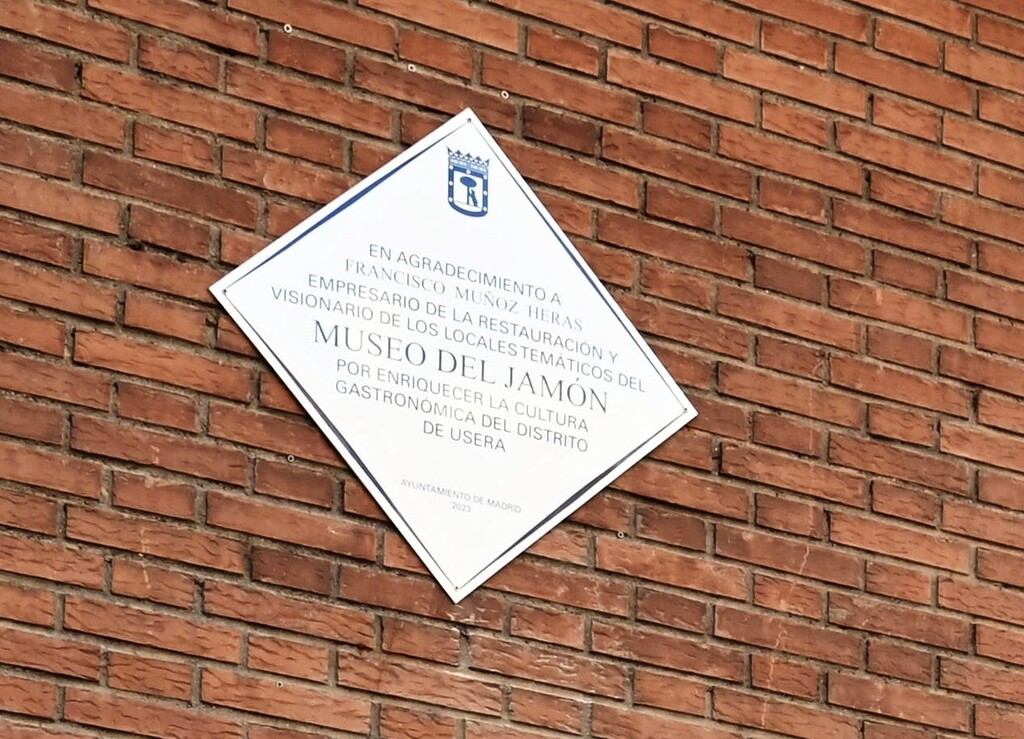 EN AGRADECIMIENTO A
FRANCISCO MUÑOZ HERAS
EMPRESARIO DE LA RESTAURACIÓN Y
VISIONARIO DE LOS LOCALES TEMÁTICOS DEL
MUSEO DEL JAMÓN
POR ENRIQUECER LA CULTURA
GASTRONÓMICA DEL DISTRITO
DE USERA
AYUNTAMIENTO DE MADRID
2023